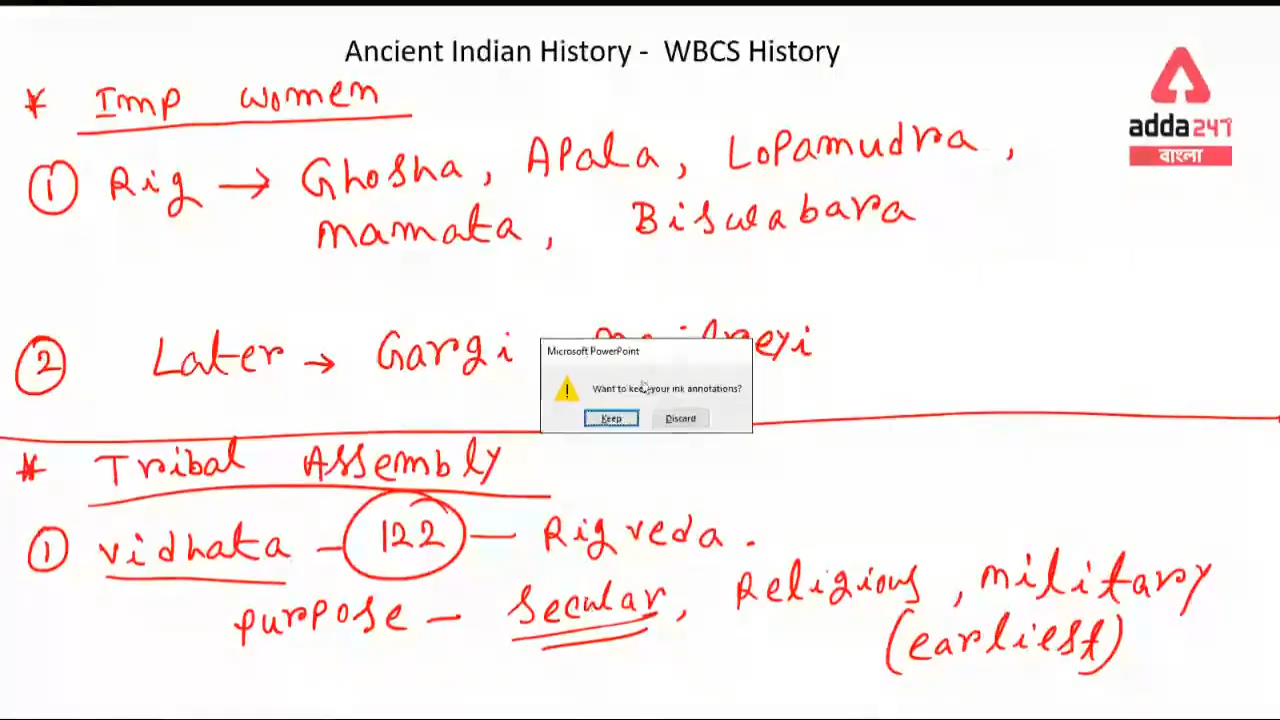 Ancient Indian History - WBCS History
adda247
বাংলা
* Imp women
① Rig → Ghosha, Apala, Lopamudra,
mamata, Biswabara
② Later → Gargi
Microsoft PowerPoint
Want to keep your ink annotations?
Keep Discard
* Tribal Assembly
① vidhata - 122 - Rigveda.
purpose - secular, Religious, military
(earliest)